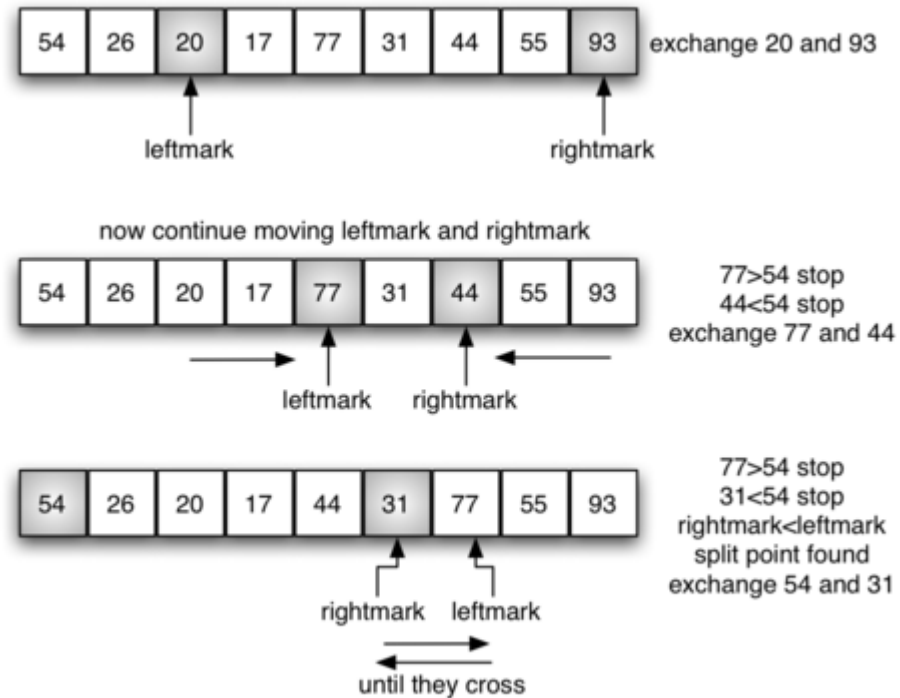 54 26 20 17 77 31 44 55 93 exchange 20 and 93
leftmark rightmark
now continue moving leftmark and rightmark
54 26 20 17 77 31 44 55 93
77>54 stop
44<54 stop
exchange 77 and 44
leftmark rightmark
54 26 20 17 44 31 77 55 93
77>54 stop
31<54 stop
rightmark<leftmark
split point found
exchange 54 and 31
rightmark leftmark
until they cross